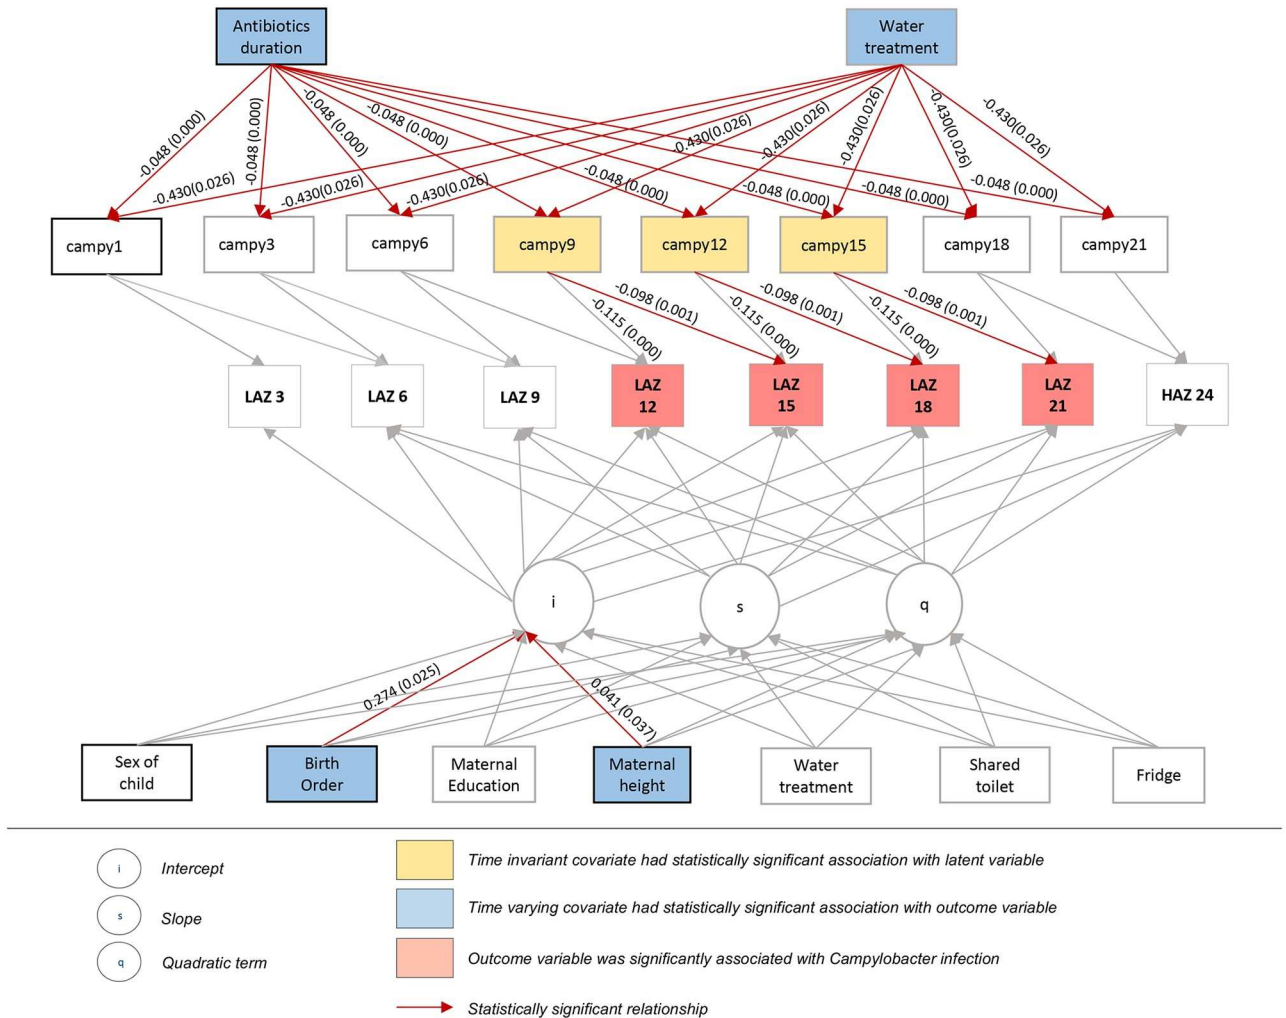 Antibiotics
duration
Water
treatment
-0.048 (0.000)
-0.048 (0.000)
-0.048 (0.000)
-0.048 (0.000)
-0.430(0.026)
-0.430(0.026)
-0.430(0.026)
-0.430(0.026)
-0.430(0.026)
-0.430(0.026)
-0.430(0.026)
-0.430(0.026)
-0.048 (0.000)
-0.048 (0.000)
-0.048 (0.000)
-0.048 (0.000)
campy1
campy3
campy6
campy9
campy12
campy15
campy18
campy21
-0.098 (0.001)
-0.098 (0.001)
-0.098 (0.001)
-0.115 (0.000)
-0.115 (0.000)
-0.115 (0.000)
LAZ 3
LAZ 6
LAZ 9
LAZ
12
LAZ
15
LAZ
18
LAZ
21
HAZ 24
i
s
q
0.274 (0.025)
0.041 (0.037)
Sex of
child
Birth
Order
Maternal
Education
Maternal
height
Water
treatment
Shared
toilet
Fridge
i
Intercept
s
Slope
q
Quadratic term
Time invariant covariate had statistically significant association with latent variable
Time varying covariate had statistically significant association with outcome variable
Outcome variable was significantly associated with Campylobacter infection
Statistically significant relationship